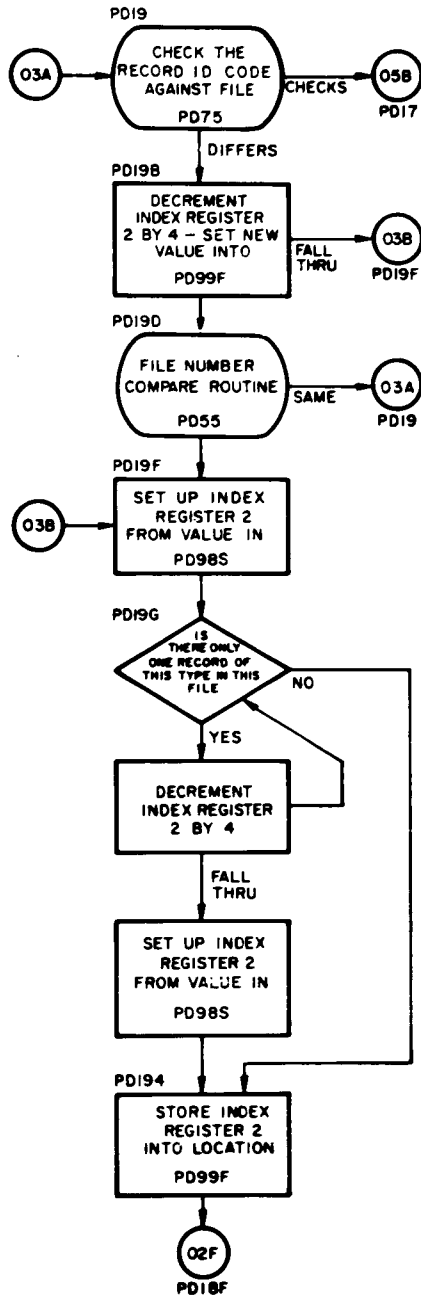 PD19
03A
CHECK THE
RECORD ID CODE
AGAINST FILE
PD75
CHECKS
05B
PD17
DIFFERS
PD19B
DECREMENT
INDEX REGISTER
2 BY 4 - SET NEW
VALUE INTO
PD99F
FALL
THRU
03B
PD19F
PD19D
FILE NUMBER
COMPARE ROUTINE
PD55
SAME
03A
PD19
PD19F
03B
SET UP INDEX
REGISTER 2
FROM VALUE IN
PD98S
PD19G
IS
THERE ONLY
ONE RECORD OF
THIS TYPE IN THIS
FILE
NO
YES
DECREMENT
INDEX REGISTER
2 BY 4
FALL
THRU
SET UP INDEX
REGISTER 2
FROM VALUE IN
PD98S
PD194
STORE INDEX
REGISTER 2
INTO LOCATION
PD99F
02F
PD18F